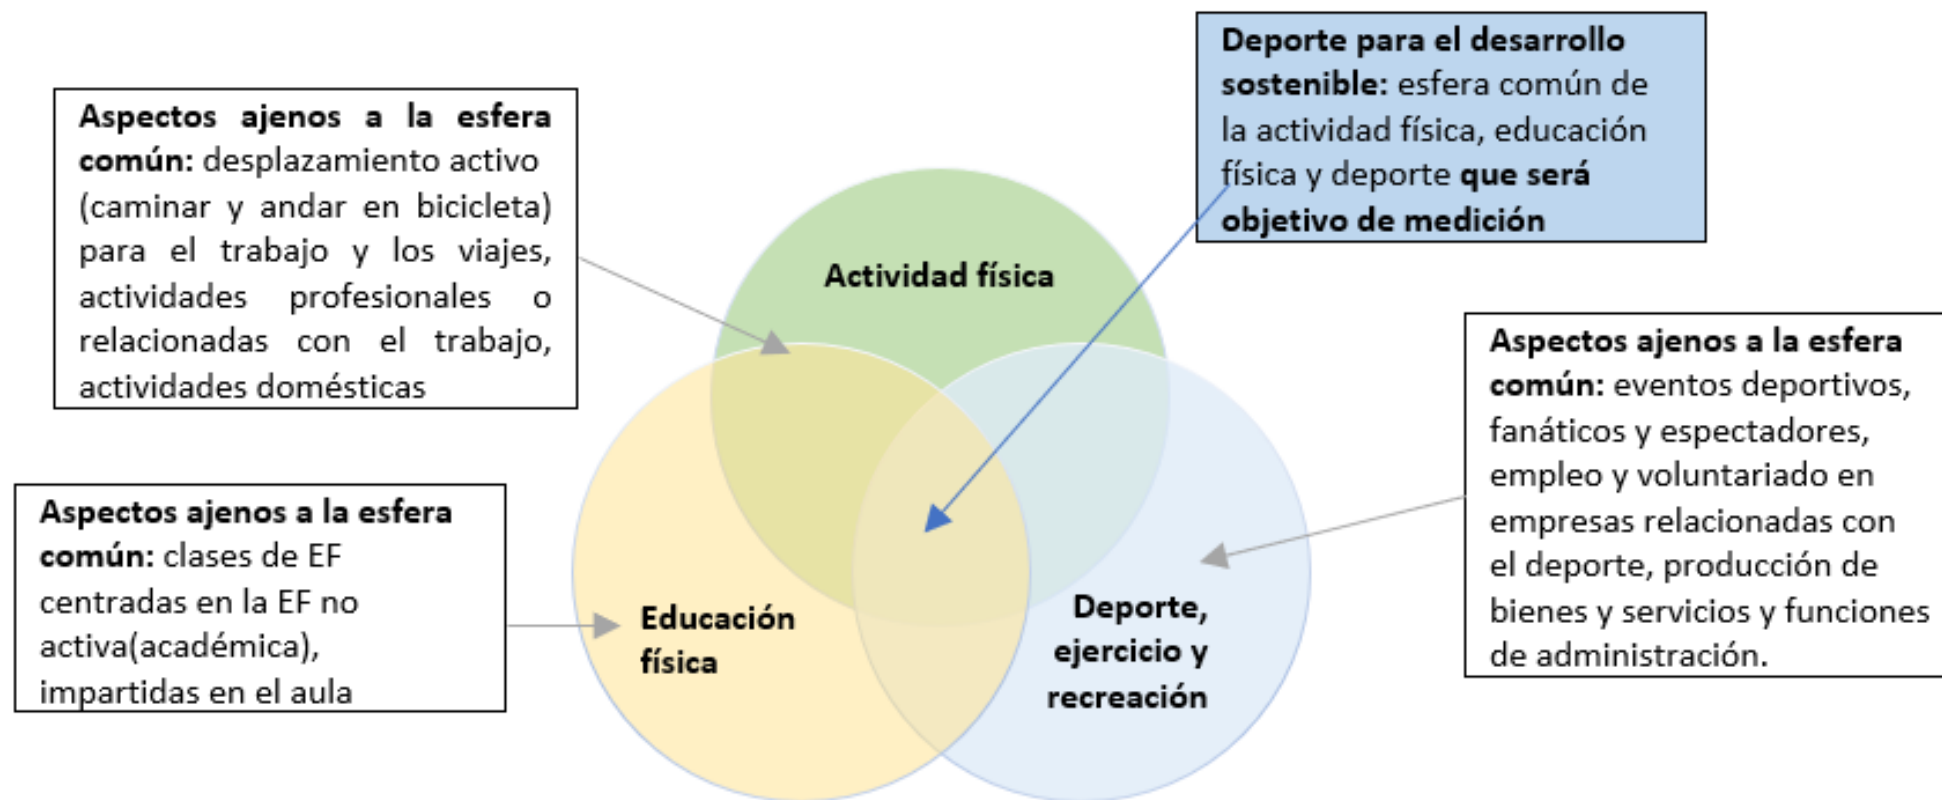 Deporte para el desarrollo
sostenible: esfera común de
la actividad física, educación
física y deporte que será
objetivo de medición
Aspectos ajenos a la esfera
común: desplazamiento activo
(caminar y andar en bicicleta)
para el trabajo y los viajes,
actividades profesionales o
relacionadas con el trabajo,
actividades domésticas
Actividad física
Aspectos ajenos a la esfera
común: eventos deportivos,
fanáticos y espectadores,
empleo y voluntariado en
empresas relacionadas con
el deporte, producción de
bienes y servicios y funciones
de administración.
Aspectos ajenos a la esfera
común: clases de EF
centradas en la EF no
activa(académica),
impartidas en el aula
Educación
física
Deporte,
ejercicio y
recreación